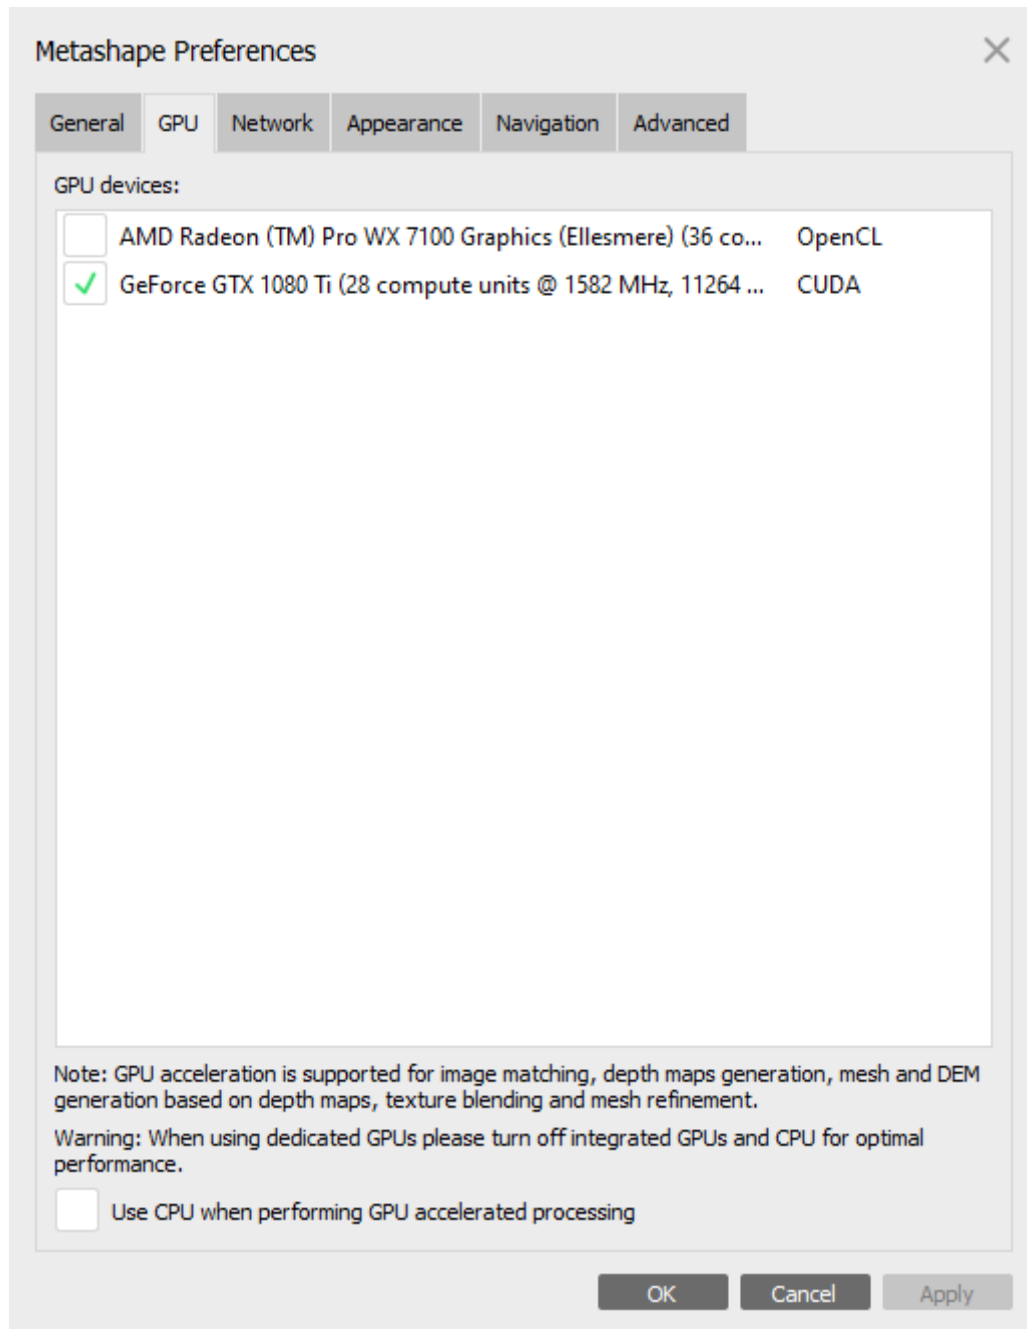 Metashape Preferences
General GPU Network Appearance Navigation Advanced
GPU devices:
AMD Radeon (TM) Pro WX 7100 Graphics (Ellesmere) (36 co... OpenCL
GeForce GTX 1080 Ti (28 compute units @ 1582 MHz, 11264 ... CUDA
Note: GPU acceleration is supported for image matching, depth maps generation, mesh and DEM
generation based on depth maps, texture blending and mesh refinement.
Warning: When using dedicated GPUs please turn off integrated GPUs and CPU for optimal
performance.
Use CPU when performing GPU accelerated processing
OK Cancel Apply